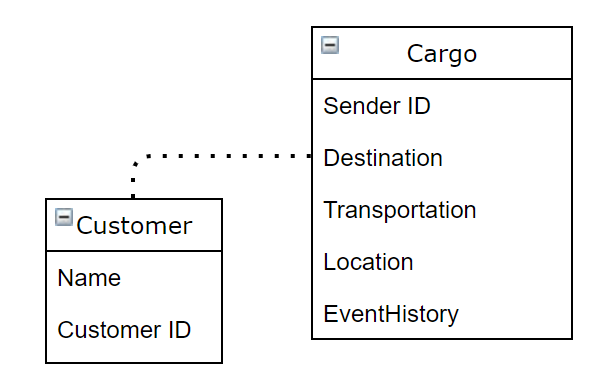 Cargo
Sender ID
Destination
Transportation
Location
EventHistory
Customer
Name
Customer ID